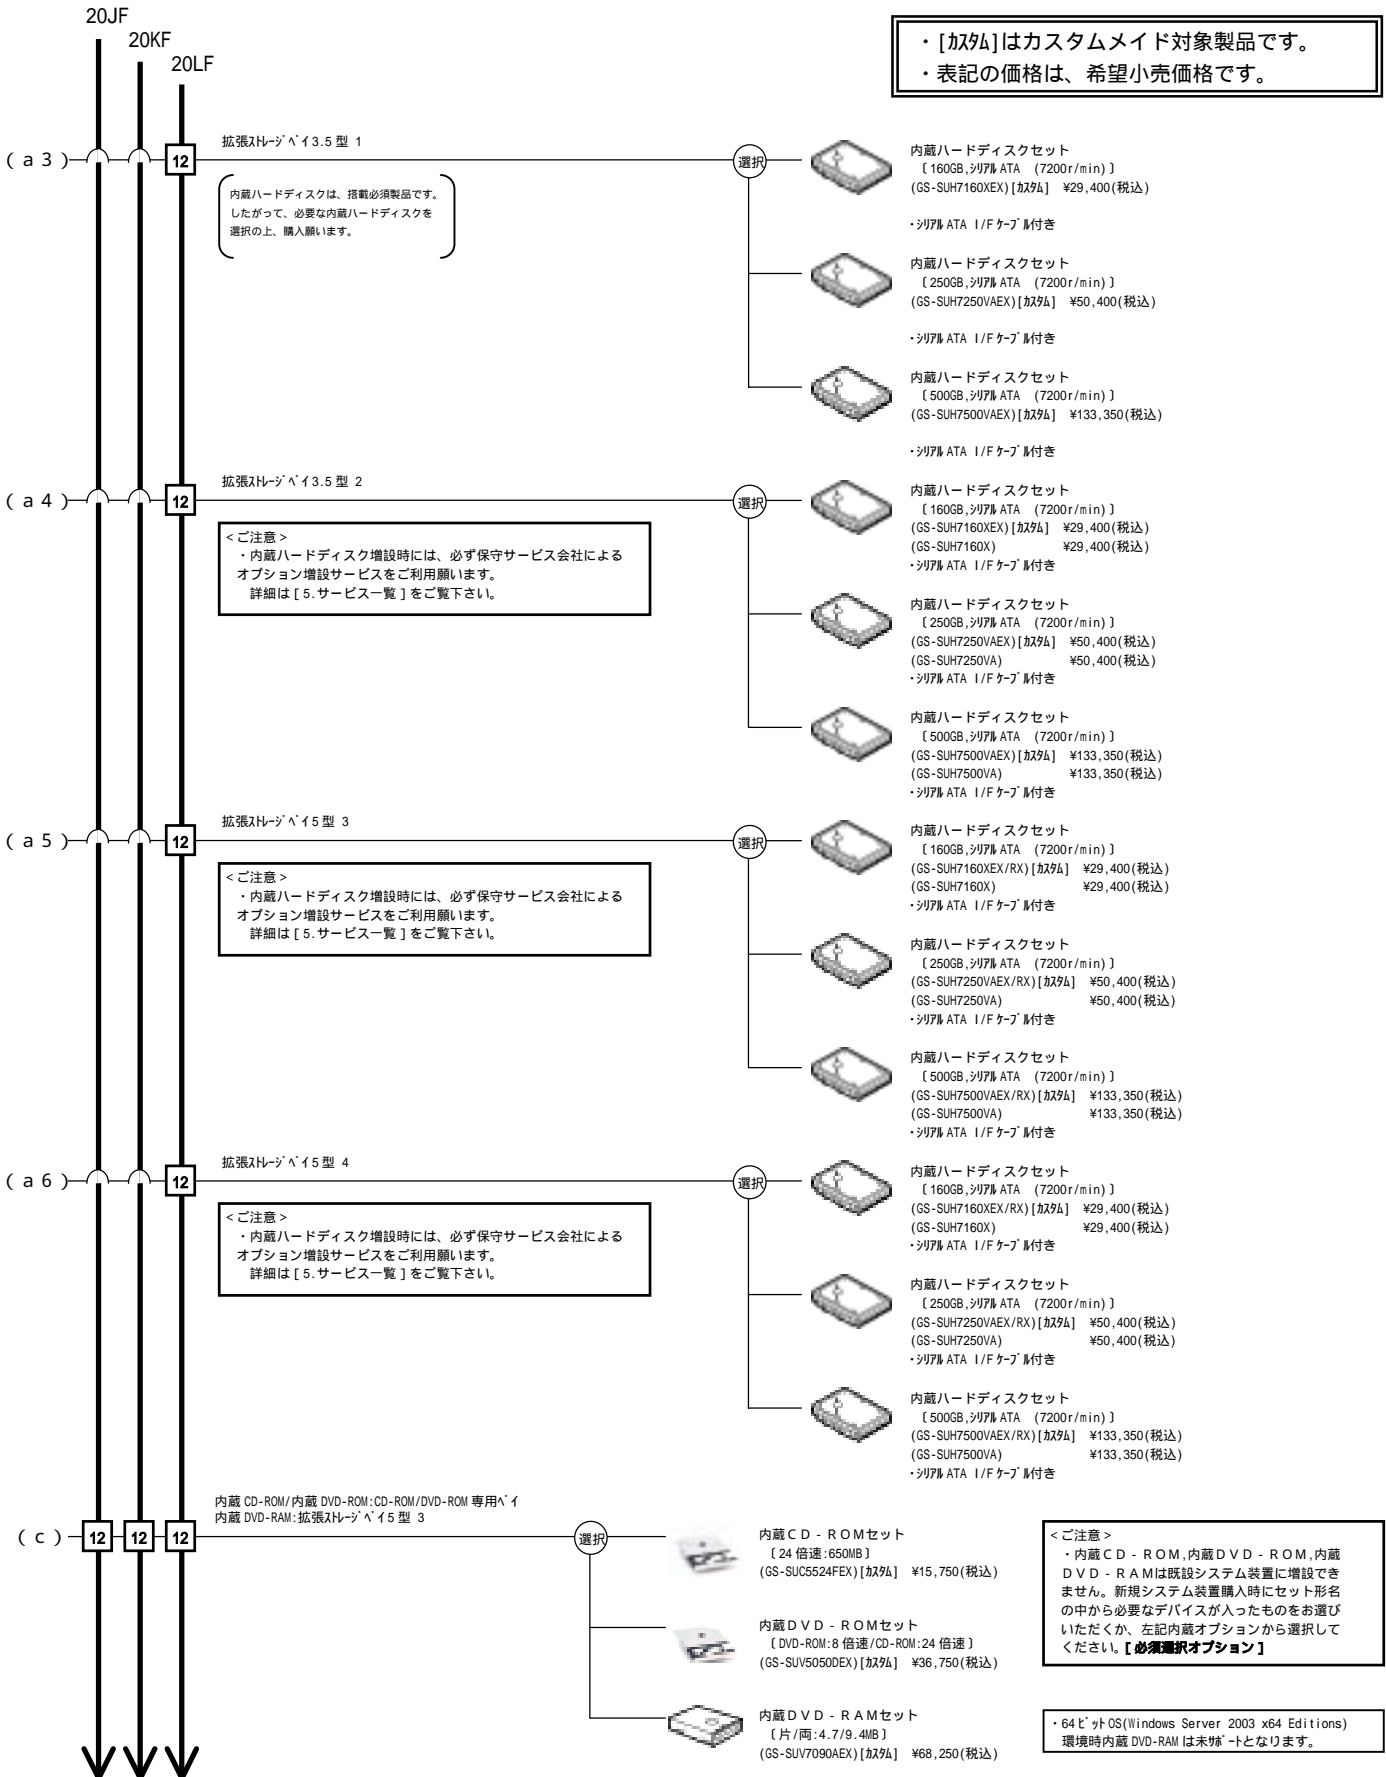 20JF
20KF
20LF
・[ｶｽﾀﾑ]はカスタムメイド対象製品です。
・表記の価格は、希望小売価格です。
(a3)
12
拡張ｽﾄﾚｰｼﾞﾍﾞｲ3.5型 1
内蔵ハードディスクは、搭載必須製品です。
したがって、必要な内蔵ハードディスクを
選択の上、購入願います。
選択
内蔵ハードディスクセット
〔160GB,ｼﾘｱﾙATA (7200r/min)〕
(GS-SUH7160XEX)[ｶｽﾀﾑ] ¥29,400(税込)
・ｼﾘｱﾙATA I/Fｹｰﾌﾞﾙ付き
内蔵ハードディスクセット
〔250GB,ｼﾘｱﾙATA (7200r/min)〕
(GS-SUH7250VAEX)[ｶｽﾀﾑ] ¥50,400(税込)
・ｼﾘｱﾙATA I/Fｹｰﾌﾞﾙ付き
内蔵ハードディスクセット
〔500GB,ｼﾘｱﾙATA (7200r/min)〕
(GS-SUH7500VAEX)[ｶｽﾀﾑ] ¥133,350(税込)
・ｼﾘｱﾙATA I/Fｹｰﾌﾞﾙ付き
(a4)
12
拡張ｽﾄﾚｰｼﾞﾍﾞｲ3.5型 2
<ご注意>
・内蔵ハードディスク増設時には、必ず保守サービス会社による
オプション増設サービスをご利用願います。
詳細は[5.サービス一覧]をご覧下さい。
選択
内蔵ハードディスクセット
〔160GB,ｼﾘｱﾙATA (7200r/min)〕
(GS-SUH7160XEX)[ｶｽﾀﾑ] ¥29,400(税込)
(GS-SUH7160X) ¥29,400(税込)
・ｼﾘｱﾙATA I/Fｹｰﾌﾞﾙ付き
内蔵ハードディスクセット
〔250GB,ｼﾘｱﾙATA (7200r/min)〕
(GS-SUH7250VAEX)[ｶｽﾀﾑ] ¥50,400(税込)
(GS-SUH7250VA) ¥50,400(税込)
・ｼﾘｱﾙATA I/Fｹｰﾌﾞﾙ付き
内蔵ハードディスクセット
〔500GB,ｼﾘｱﾙATA (7200r/min)〕
(GS-SUH7500VAEX)[ｶｽﾀﾑ] ¥133,350(税込)
(GS-SUH7500VA) ¥133,350(税込)
・ｼﾘｱﾙATA I/Fｹｰﾌﾞﾙ付き
(a5)
12
拡張ｽﾄﾚｰｼﾞﾍﾞｲ5型 3
<ご注意>
・内蔵ハードディスク増設時には、必ず保守サービス会社による
オプション増設サービスをご利用願います。
詳細は[5.サービス一覧]をご覧下さい。
選択
内蔵ハードディスクセット
〔160GB,ｼﾘｱﾙATA (7200r/min)〕
(GS-SUH7160XEX/RX)[ｶｽﾀﾑ] ¥29,400(税込)
(GS-SUH7160X) ¥29,400(税込)
・ｼﾘｱﾙATA I/Fｹｰﾌﾞﾙ付き
内蔵ハードディスクセット
〔250GB,ｼﾘｱﾙATA (7200r/min)〕
(GS-SUH7250VAEX/RX)[ｶｽﾀﾑ] ¥50,400(税込)
(GS-SUH7250VA) ¥50,400(税込)
・ｼﾘｱﾙATA I/Fｹｰﾌﾞﾙ付き
内蔵ハードディスクセット
〔500GB,ｼﾘｱﾙATA (7200r/min)〕
(GS-SUH7500VAEX/RX)[ｶｽﾀﾑ] ¥133,350(税込)
(GS-SUH7500VA) ¥133,350(税込)
・ｼﾘｱﾙATA I/Fｹｰﾌﾞﾙ付き
(a6)
12
拡張ｽﾄﾚｰｼﾞﾍﾞｲ5型 4
<ご注意>
・内蔵ハードディスク増設時には、必ず保守サービス会社による
オプション増設サービスをご利用願います。
詳細は[5.サービス一覧]をご覧下さい。
選択
内蔵ハードディスクセット
〔160GB,ｼﾘｱﾙATA (7200r/min)〕
(GS-SUH7160XEX/RX)[ｶｽﾀﾑ] ¥29,400(税込)
(GS-SUH7160X) ¥29,400(税込)
・ｼﾘｱﾙATA I/Fｹｰﾌﾞﾙ付き
内蔵ハードディスクセット
〔250GB,ｼﾘｱﾙATA (7200r/min)〕
(GS-SUH7250VAEX/RX)[ｶｽﾀﾑ] ¥50,400(税込)
(GS-SUH7250VA) ¥50,400(税込)
・ｼﾘｱﾙATA I/Fｹｰﾌﾞﾙ付き
内蔵ハードディスクセット
〔500GB,ｼﾘｱﾙATA (7200r/min)〕
(GS-SUH7500VAEX/RX)[ｶｽﾀﾑ] ¥133,350(税込)
(GS-SUH7500VA) ¥133,350(税込)
・ｼﾘｱﾙATA I/Fｹｰﾌﾞﾙ付き
(c)
12 12 12
内蔵CD-ROM/内蔵DVD-ROM:CD-ROM/DVD-ROM専用ﾍﾞｲ
内蔵DVD-RAM:拡張ｽﾄﾚｰｼﾞﾍﾞｲ5型 3
選択
内蔵CD-ROMセット
〔24倍速:650MB〕
(GS-SUC5524FEX)[ｶｽﾀﾑ] ¥15,750(税込)
内蔵DVD-ROMセット
〔DVD-ROM:8倍速/CD-ROM:24倍速〕
(GS-SUV5050DEX)[ｶｽﾀﾑ] ¥36,750(税込)
内蔵DVD-RAMセット
〔片/両:4.7/9.4MB〕
(GS-SUV7090AEX)[ｶｽﾀﾑ] ¥68,250(税込)
<ご注意>
・内蔵CD-ROM,内蔵DVD-ROM,内蔵
DVD-RAMは既設システム装置に増設でき
ません。新規システム装置購入時にセット形名
の中から必要なデバイスが入ったものをお選び
いただくか、左記内蔵オプションから選択して
ください。[必須選択オプション]
・64ﾋﾞｯﾄOS(Windows Server 2003 x64 Editions)
環境時内蔵DVD-RAMは未ｻﾎﾟｰﾄとなります。